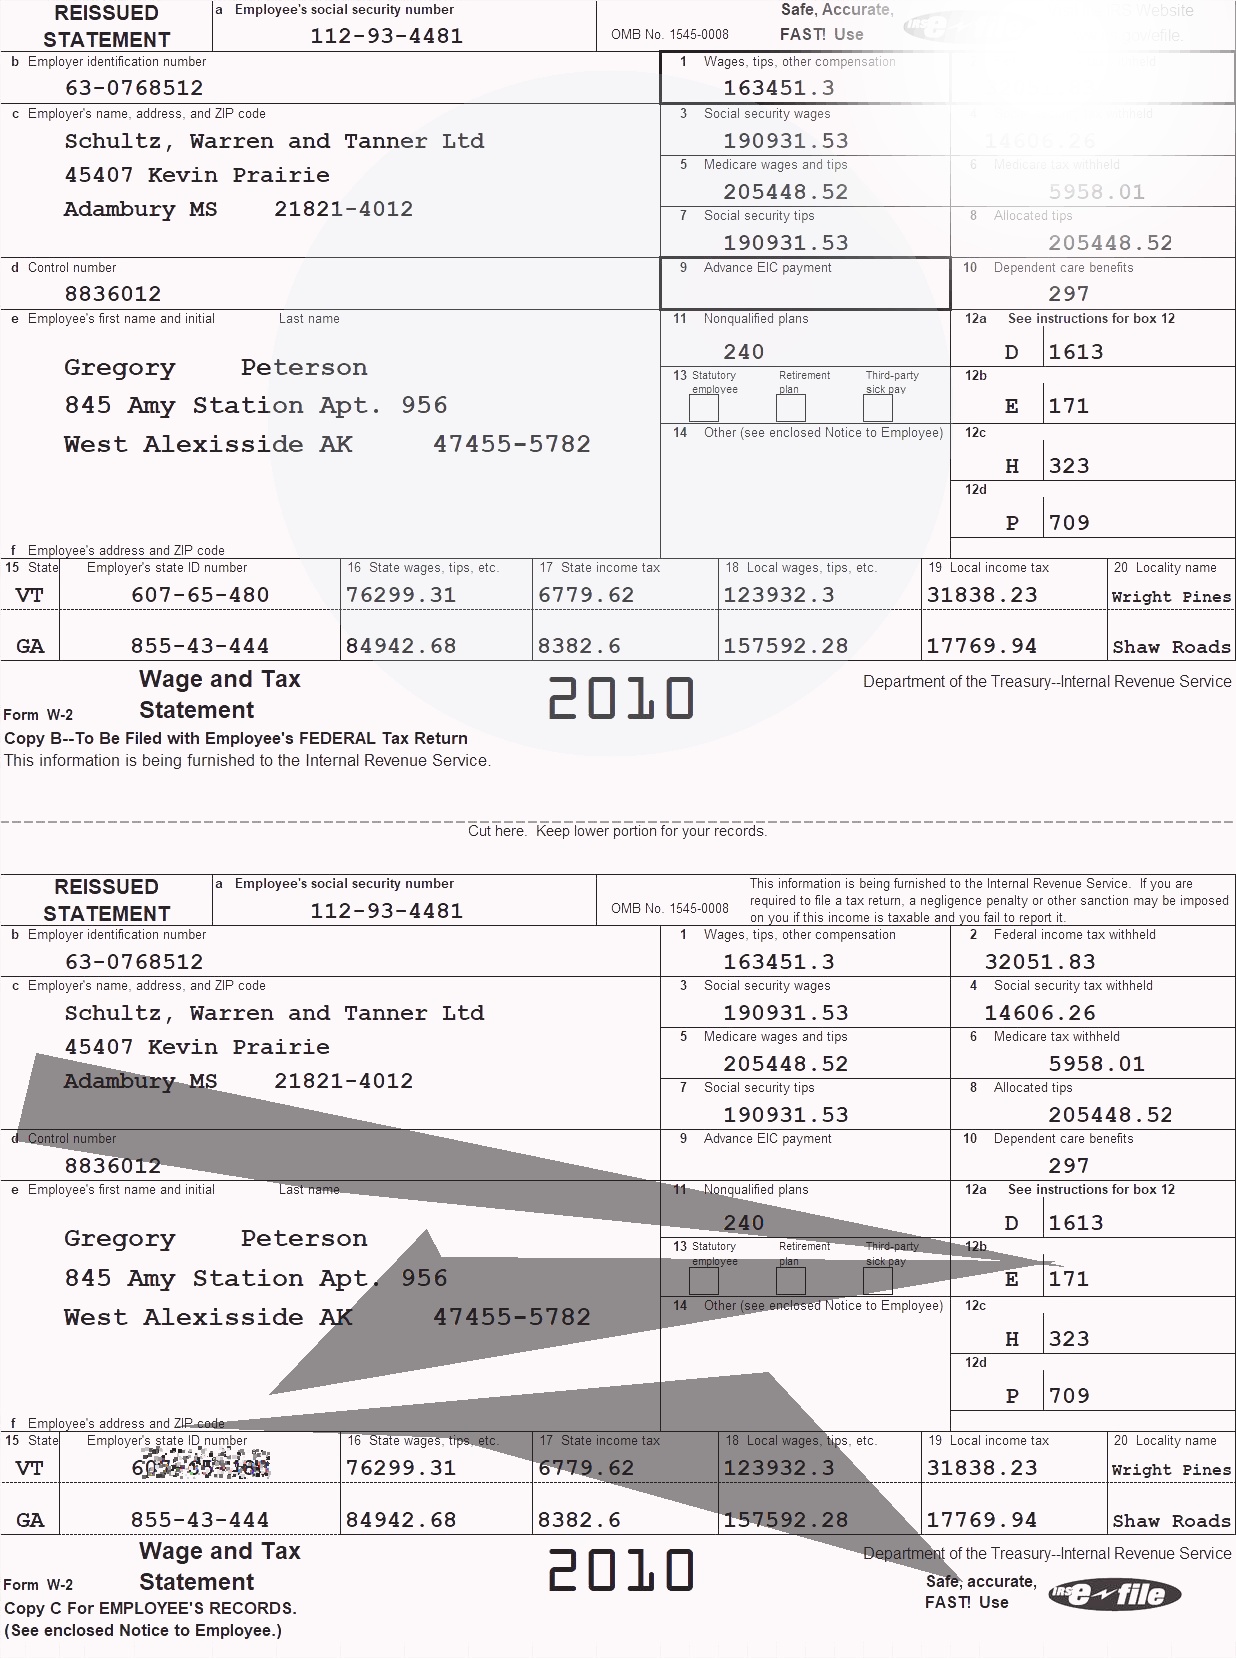 REISSUED STATEMENT
a Employee's social security number
112-93-4481
OMB No. 1545-0008
Safe, Accurate, FAST! Use
Website
b Employer identification number
63-0768512
1 Wages, tips, other compensation
163451.3
c Employer's name, address, and ZIP code
Schultz, Warren and Tanner Ltd
45407 Kevin Prairie
Adambury MS 21821-4012
3 Social security wages
190931.53
14606.26
5 Medicare wages and tips
205448.52
6 Medicare tax withheld
5958.01
7 Social security tips
190931.53
8 Allocated tips
205448.52
d Control number
8836012
9 Advance EIC payment
10 Dependent care benefits
297
e Employee's first name and initial Last name
Gregory Peterson
845 Amy Station Apt. 956
West Alexisside AK 47455-5782
11 Nonqualified plans
240
12a See instructions for box 12
D 1613
13 Statutory employee Retirement plan Third-party sick pay
12b
E 171
14 Other (see enclosed Notice to Employee)
12c
H 323
12d
P 709
f Employee's address and ZIP code
15 State Employer's state ID number 16 State wages, tips, etc. 17 State income tax 18 Local wages, tips, etc. 19 Local income tax 20 Locality name
VT 607-65-480 76299.31 6779.62 123932.3 31838.23 Wright Pines
GA 855-43-444 84942.68 8382.6 157592.28 17769.94 Shaw Roads
Form W-2 Wage and Tax Statement
2010
Department of the Treasury--Internal Revenue Service
Copy B--To Be Filed with Employee's FEDERAL Tax Return
This information is being furnished to the Internal Revenue Service.
Cut here. Keep lower portion for your records.
REISSUED STATEMENT
a Employee's social security number
112-93-4481
OMB No. 1545-0008
This information is being furnished to the Internal Revenue Service. If you are
required to file a tax return, a negligence penalty or other sanction may be imposed
on you if this income is taxable and you fail to report it.
b Employer identification number
63-0768512
1 Wages, tips, other compensation
163451.3
2 Federal income tax withheld
32051.83
c Employer's name, address, and ZIP code
Schultz, Warren and Tanner Ltd
45407 Kevin Prairie
Adambury MS 21821-4012
3 Social security wages
190931.53
4 Social security tax withheld
14606.26
5 Medicare wages and tips
205448.52
6 Medicare tax withheld
5958.01
7 Social security tips
190931.53
8 Allocated tips
205448.52
d Control number
8836012
9 Advance EIC payment
10 Dependent care benefits
297
e Employee's first name and initial Last name
Gregory Peterson
845 Amy Station Apt. 956
West Alexisside AK 47455-5782
11 Nonqualified plans
240
12a See instructions for box 12
D 1613
13 Statutory employee Retirement plan Third-party sick pay
12b
E 171
14 Other (see enclosed Notice to Employee)
12c
H 323
12d
P 709
f Employee's address and ZIP code
15 State Employer's state ID number 16 State wages, tips, etc. 17 State income tax 18 Local wages, tips, etc. 19 Local income tax 20 Locality name
VT 76299.31 6779.62 123932.3 31838.23 Wright Pines
GA 855-43-444 84942.68 8382.6 157592.28 17769.94 Shaw Roads
Form W-2 Wage and Tax Statement
2010
Department of the Treasury--Internal Revenue Service
Copy C For EMPLOYEE'S RECORDS.
(See enclosed Notice to Employee.)
Safe, accurate,
FAST! Use
IRS e file